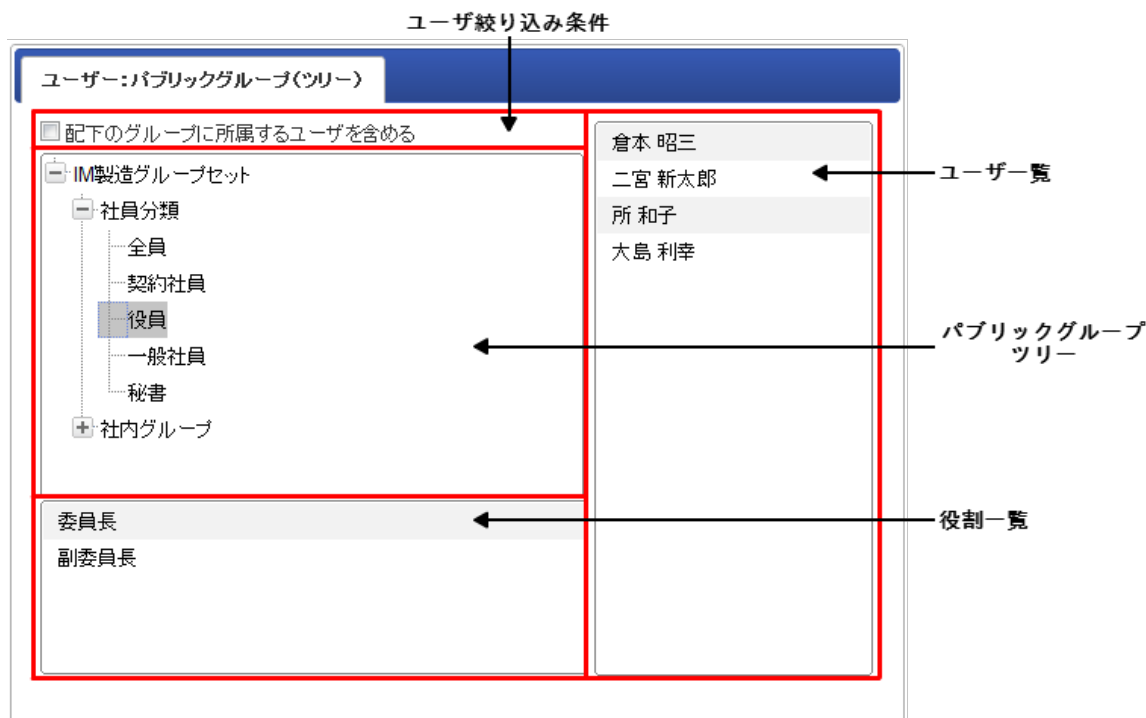 ユーザ絞り込み条件
ユーザー:パブリックグループ(ツリー)
配下のグループに所属するユーザを含める
IM製造グループセット
社員分類
全員
契約社員
役員
一般社員
秘書
社内グループ
委員長
副委員長
倉本 昭三
二宮 新太郎
所 和子
大島 利幸
ユーザ一覧
パブリックグループ
ツリー
役割一覧